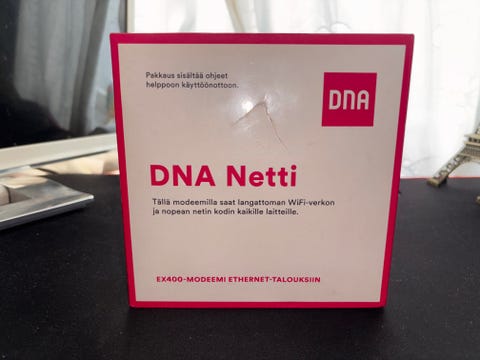 Pakkaus sisältää ohjeet
helppoon käyttöönottoon.
DNA
DNA Netti
Tällä modeemilla saat langattoman WiFi-verkon
ja nopean netin kodin kaikille laitteille.
EX400-MODEEMI ETHERNET-TALOUKSIIN